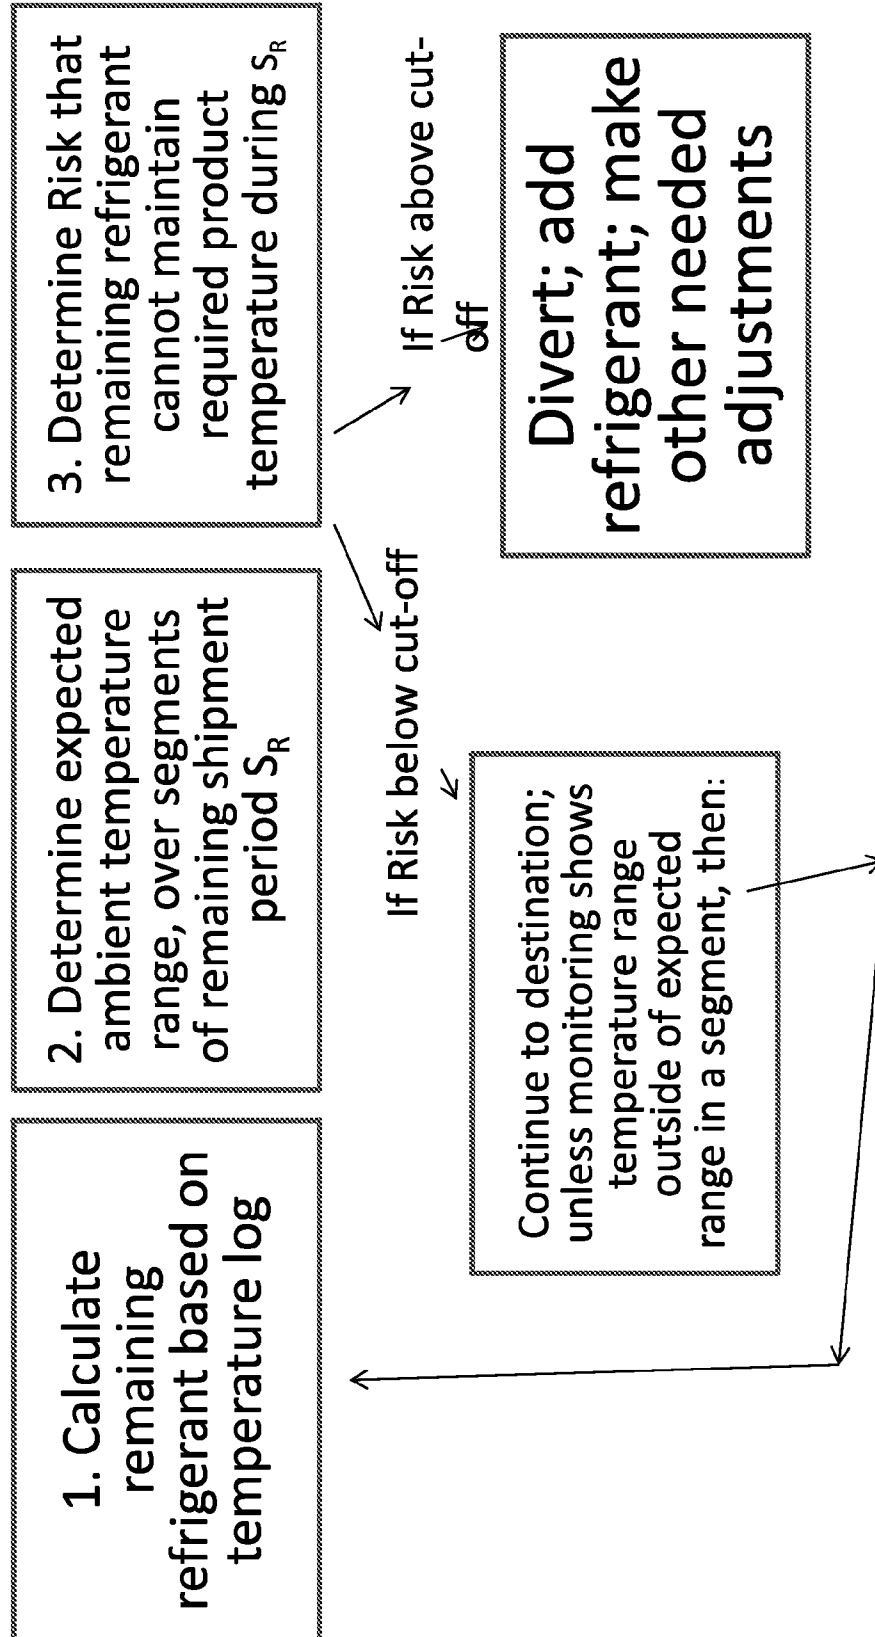 1. Calculate
remaining
refrigerant based on
temperature log
2. Determine expected
ambient temperature
range, over segments
of remaining shipment
period S_R
3. Determine Risk that
remaining refrigerant
cannot maintain
required product
temperature during S_R
If Risk below cut-off
If Risk above cut-
off
Continue to destination;
unless monitoring shows
temperature range
outside of expected
range in a segment, then:
Divert; add
refrigerant; make
other needed
adjustments